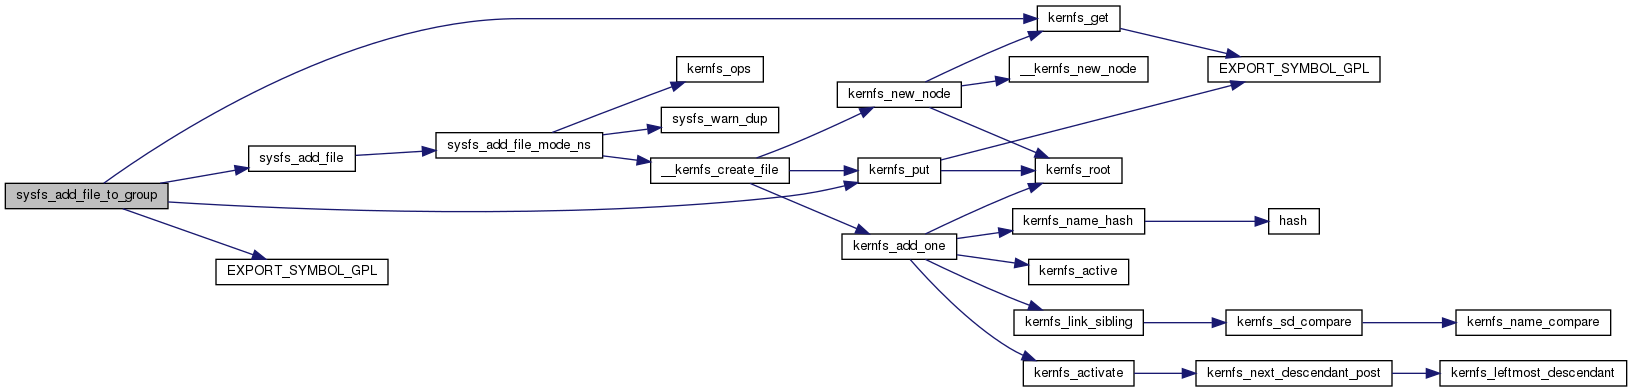 kernfs_get
kernfs_ops
__kernfs_new_node
EXPORT_SYMBOL_GPL
kernfs_new_node
sysfs_warn_dup
sysfs_add_file_mode_ns
sysfs_add_file
__kernfs_create_file
kernfs_put
kernfs_root
sysfs_add_file_to_group
kernfs_name_hash
hash
kernfs_add_one
EXPORT_SYMBOL_GPL
kernfs_active
kernfs_link_sibling
kernfs_sd_compare
kernfs_name_compare
kernfs_activate
kernfs_next_descendant_post
kernfs_leftmost_descendant